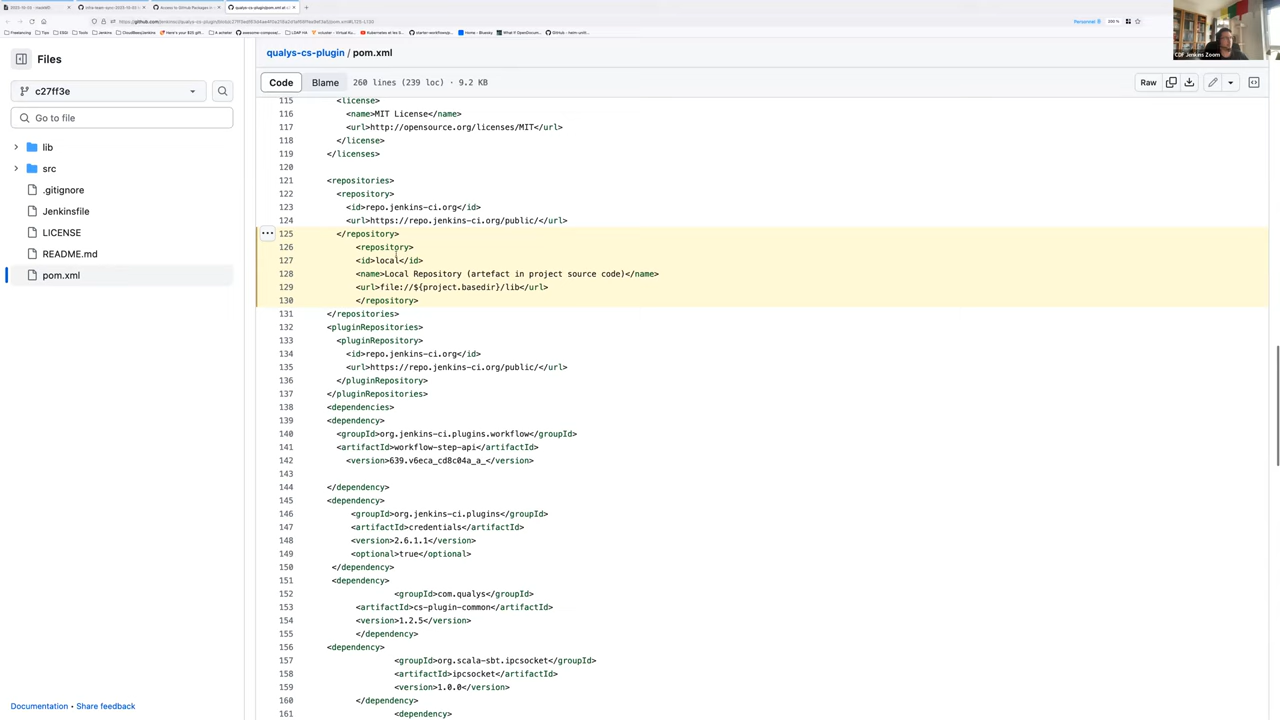 Files
c27ff3e
Go to file
lib
src
.gitignore
Jenkinsfile
LICENSE
README.md
pom.xml
Documentation • Share feedback
qualys-cs-plugin / pom.xml
Code
Blame
260 lines (239 loc) · 9.2 KB
Raw
115 <license>
116 <name>MIT License</name>
117 <url>http://opensource.org/licenses/MIT</url>
118 </license>
119 </licenses>
120
121 <repositories>
122 <repository>
123 <id>repo.jenkins-ci.org</id>
124 <url>https://repo.jenkins-ci.org/public/</url>
125 </repository>
126 <repository>
127 <id>local</id>
128 <name>Local Repository (artefact in project source code)</name>
129 <url>file://${project.basedir}/lib</url>
130 </repository>
131 </repositories>
132 <pluginRepositories>
133 <pluginRepository>
134 <id>repo.jenkins-ci.org</id>
135 <url>https://repo.jenkins-ci.org/public/</url>
136 </pluginRepository>
137 </pluginRepositories>
138 <dependencies>
139 <dependency>
140 <groupId>org.jenkins-ci.plugins.workflow</groupId>
141 <artifactId>workflow-step-api</artifactId>
142 <version>639.v6eca_cd8c04a_a_</version>
143
144 </dependency>
145 <dependency>
146 <groupId>org.jenkins-ci.plugins</groupId>
147 <artifactId>credentials</artifactId>
148 <version>2.6.1.1</version>
149 <optional>true</optional>
150 </dependency>
151 <dependency>
152 <groupId>com.qualys</groupId>
153 <artifactId>cs-plugin-common</artifactId>
154 <version>1.2.5</version>
155 </dependency>
156 <dependency>
157 <groupId>org.scala-sbt.ipcsocket</groupId>
158 <artifactId>ipcsocket</artifactId>
159 <version>1.0.0</version>
160 </dependency>
161 <dependency>
CDF Jenkins Zoom